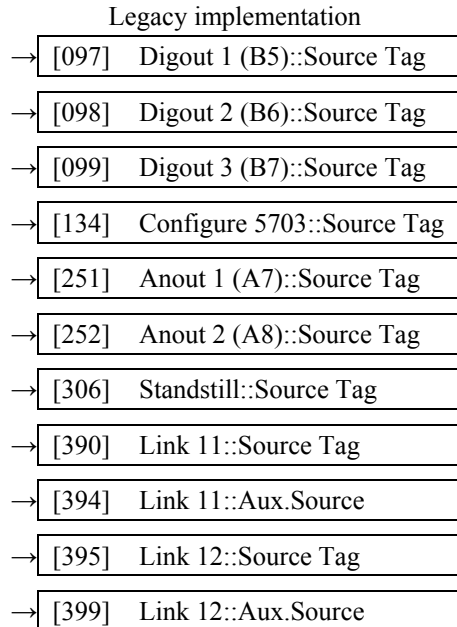 Legacy implementation
→ [097] Digout 1 (B5)::Source Tag
→ [098] Digout 2 (B6)::Source Tag
→ [099] Digout 3 (B7)::Source Tag
→ [134] Configure 5703::Source Tag
→ [251] Anout 1 (A7)::Source Tag
→ [252] Anout 2 (A8)::Source Tag
→ [306] Standstill::Source Tag
→ [390] Link 11::Source Tag
→ [394] Link 11::Aux.Source
→ [395] Link 12::Source Tag
→ [399] Link 12::Aux.Source